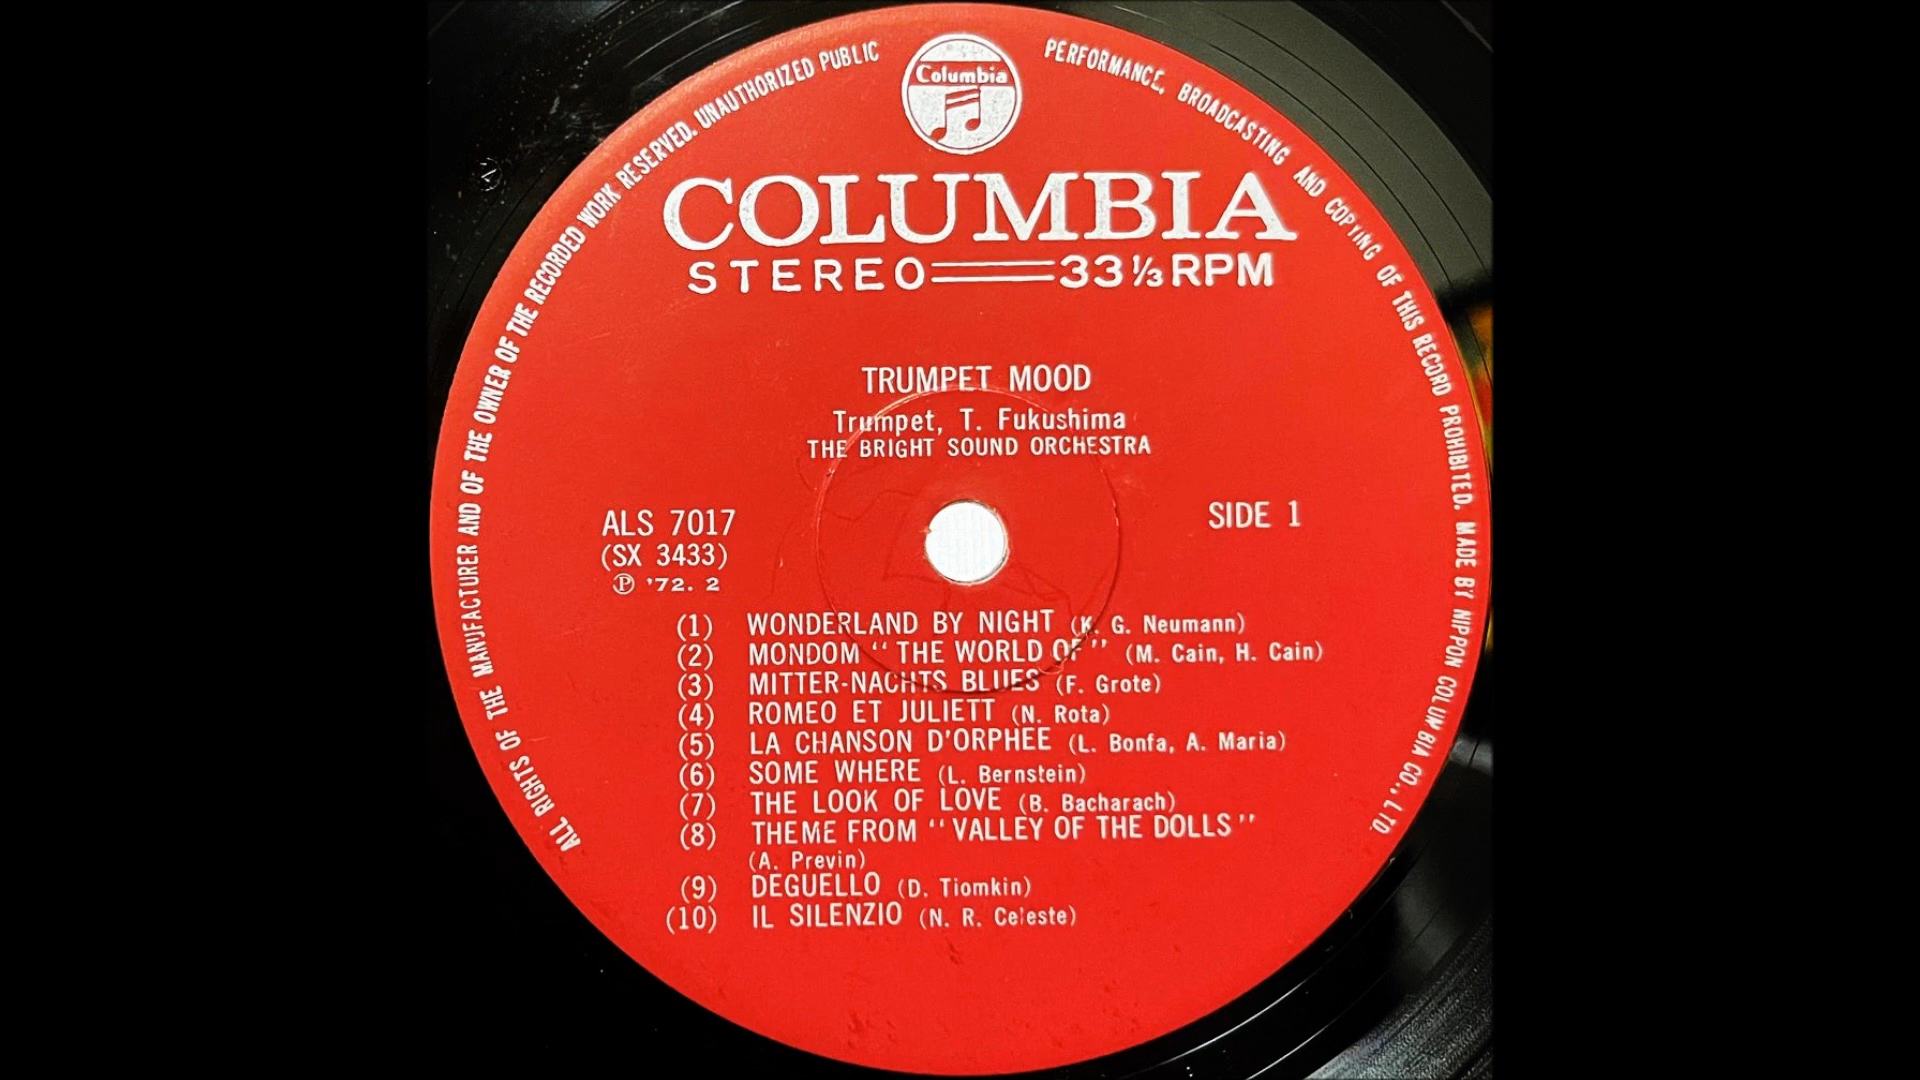 Columbia
ALL RIGHTS OF THE MANUFACTURER AND OF THE OWNER OF THE RECORDED WORK RESERVED. UNAUTHORIZED PUBLIC PERFORMANCE, BROADCASTING AND COPYING OF THIS RECORD PROHIBITED. MADE BY NIPPON COLUMBIA CO., LTD.
COLUMBIA
STEREO 33⅓ RPM
TRUMPET MOOD
Trumpet, T. Fukushima
THE BRIGHT SOUND ORCHESTRA
ALS 7017 SIDE 1
(SX 3433)
Ⓟ '72. 2
(1) WONDERLAND BY NIGHT (K. G. Neumann)
(2) MONDOM “THE WORLD OF” (M. Cain, H. Cain)
(3) MITTER-NACHTS BLUES (F. Grote)
(4) ROMEO ET JULIETT (N. Rota)
(5) LA CHANSON D'ORPHEE (L. Bonfa, A. Maria)
(6) SOME WHERE (L. Bernstein)
(7) THE LOOK OF LOVE (B. Bacharach)
(8) THEME FROM “VALLEY OF THE DOLLS”
(A. Previn)
(9) DEGUELLO (D. Tiomkin)
(10) IL SILENZIO (N. R. Celeste)